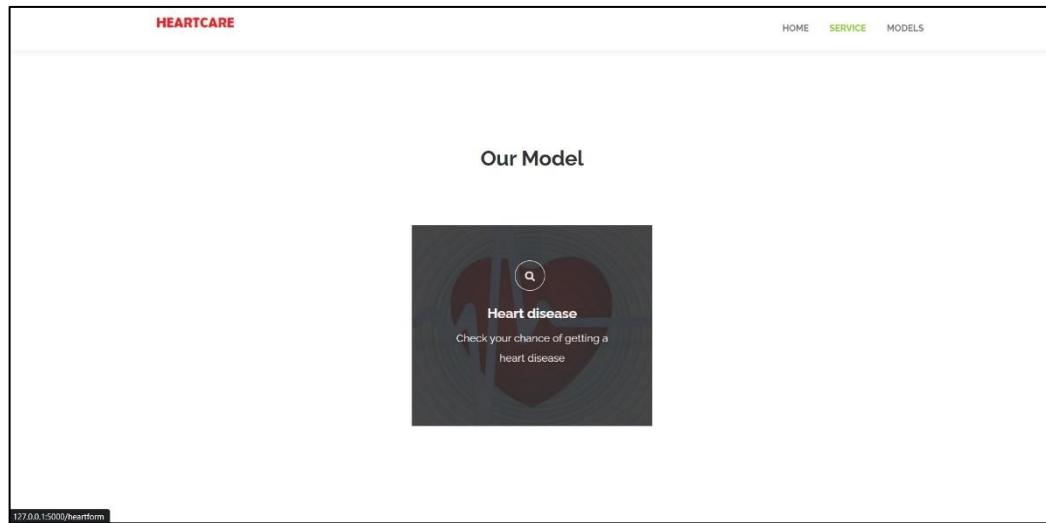 HEARTCARE
HOME SERVICE MODELS
Our Model
Heart disease
Check your chance of getting a
heart disease
127.0.0.1:5000/heartform